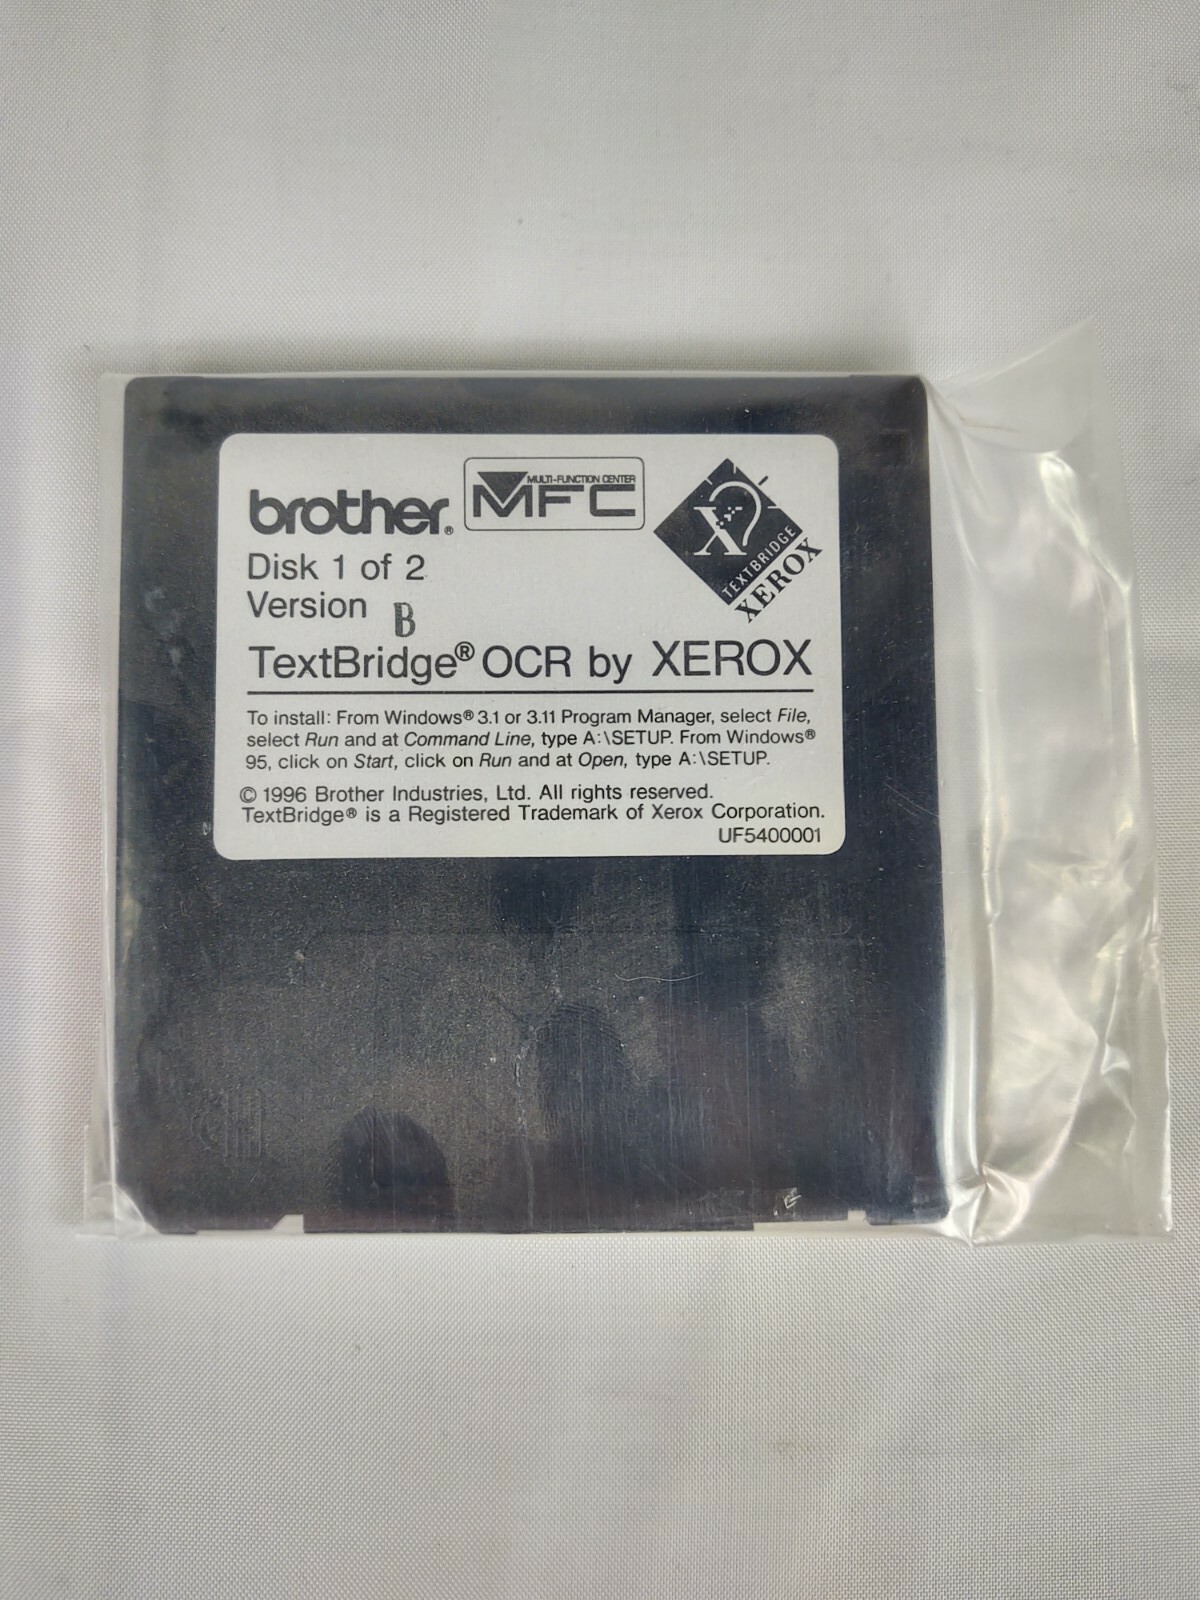 brother®
MULTI-FUNCTION CENTER
MFC
X
TEXTBRIDGE
XEROX
Disk 1 of 2
Version B
TextBridge® OCR by XEROX
To install: From Windows® 3.1 or 3.11 Program Manager, select File,
select Run and at Command Line, type A:\SETUP. From Windows®
95, click on Start, click on Run and at Open, type A:\SETUP.
© 1996 Brother Industries, Ltd. All rights reserved.
TextBridge® is a Registered Trademark of Xerox Corporation.
UF5400001